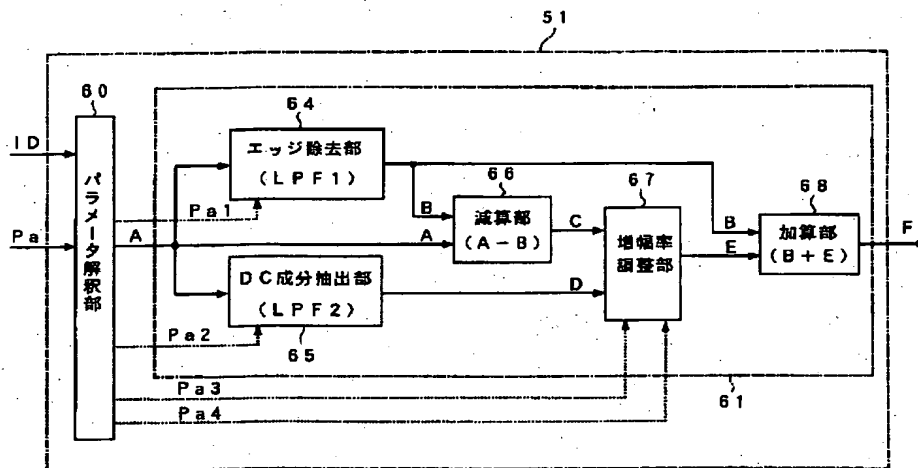 51
60
64
ID
エッジ除去部
(LPF1)
66
67
68
Pa1
B
減算部
(A-B)
C
B
加算部
(B+E)
F
Pa
パラメータ解釈部
A
A
増幅率
調整部
E
DC成分抽出部
(LPF2)
D
Pa2
65
Pa3
61
Pa4